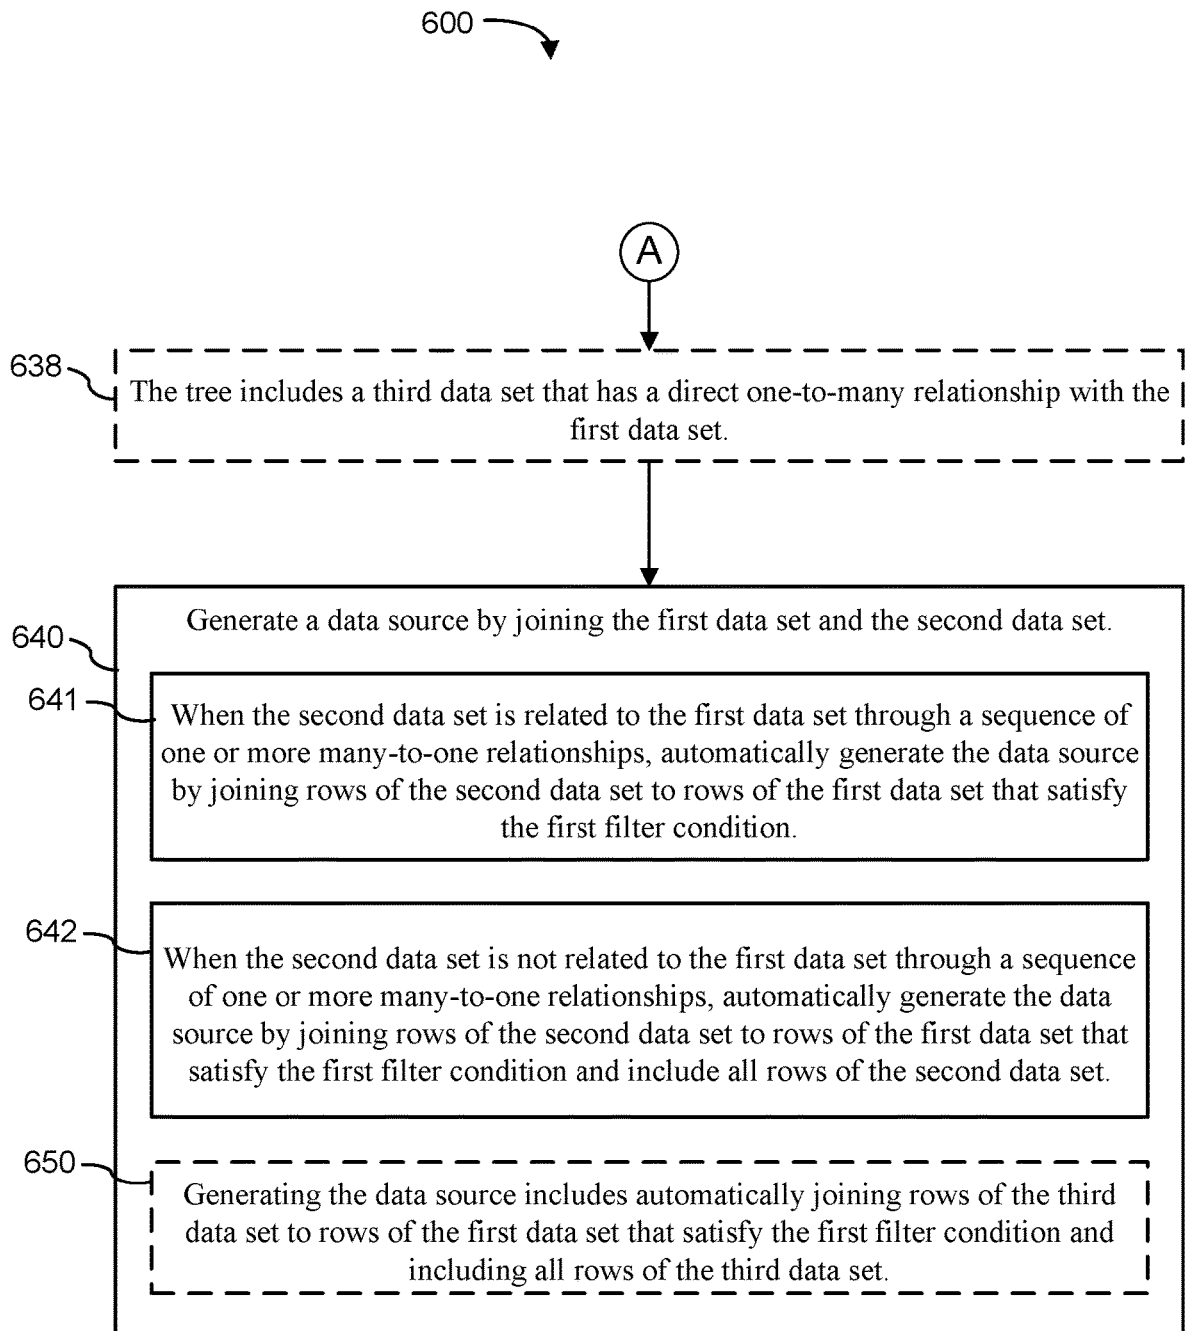 600
A
638
The tree includes a third data set that has a direct one-to-many relationship with the
first data set.
640
Generate a data source by joining the first data set and the second data set.
641
When the second data set is related to the first data set through a sequence of
one or more many-to-one relationships, automatically generate the data source
by joining rows of the second data set to rows of the first data set that satisfy
the first filter condition.
642
When the second data set is not related to the first data set through a sequence
of one or more many-to-one relationships, automatically generate the data
source by joining rows of the second data set to rows of the first data set that
satisfy the first filter condition and include all rows of the second data set.
650
Generating the data source includes automatically joining rows of the third
data set to rows of the first data set that satisfy the first filter condition and
including all rows of the third data set.